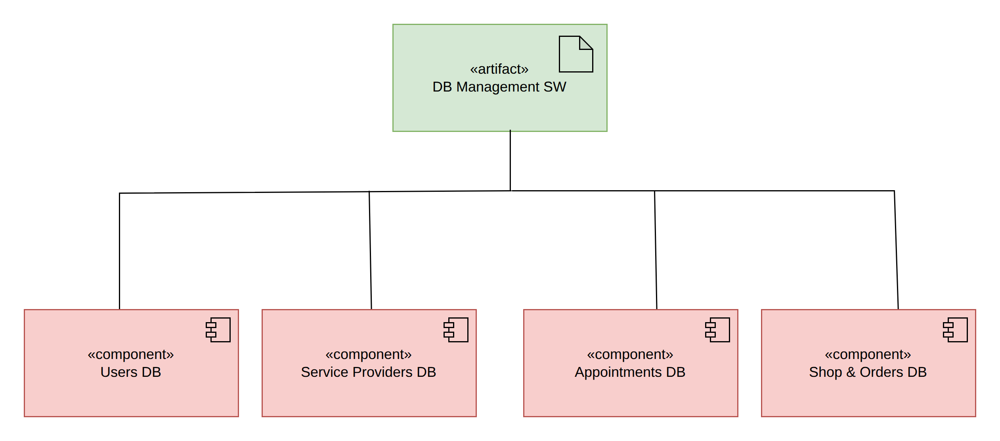 «artifact»
DB Management SW
«component»
Users DB
«component»
Service Providers DB
«component»
Appointments DB
«component»
Shop & Orders DB